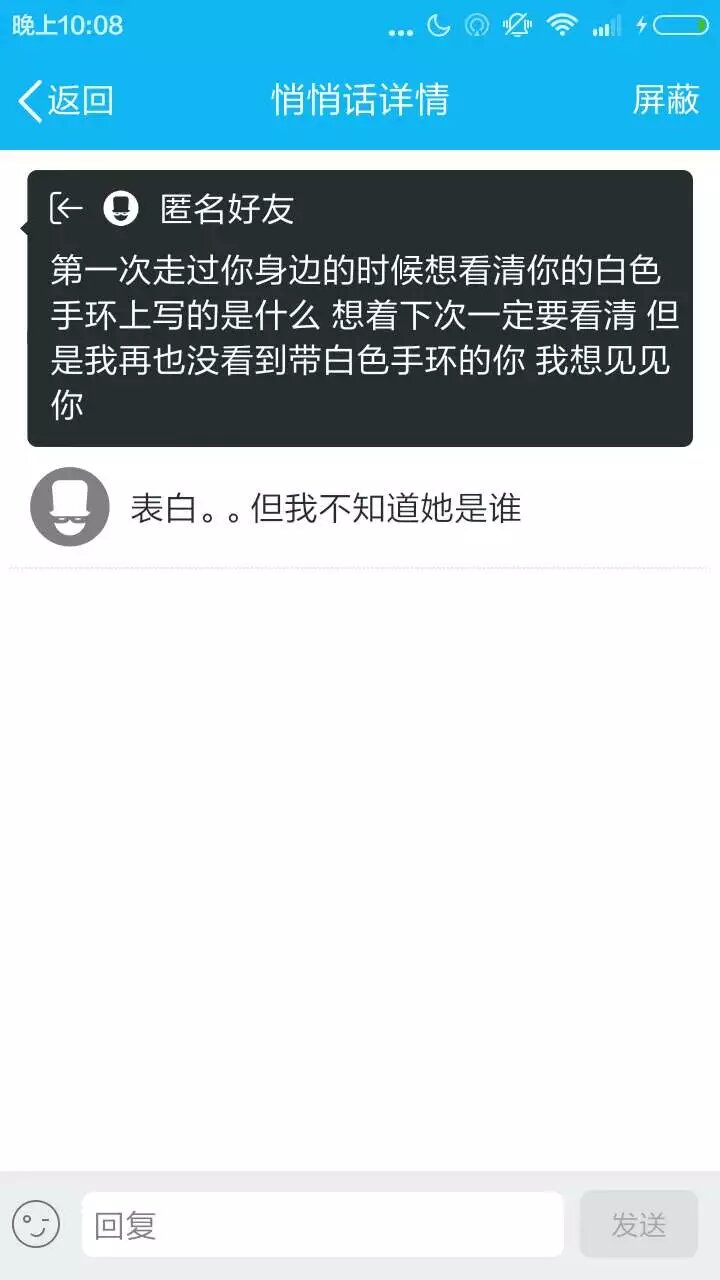 晚上10:08
返回
悄悄话详情
屏蔽
匿名好友
第一次走过你身边的时候想看清你的白色
手环上写的是什么 想着下次一定要看清 但
是我再也没看到带白色手环的你 我想见见
你
表白。。但我不知道她是谁
回复
发送